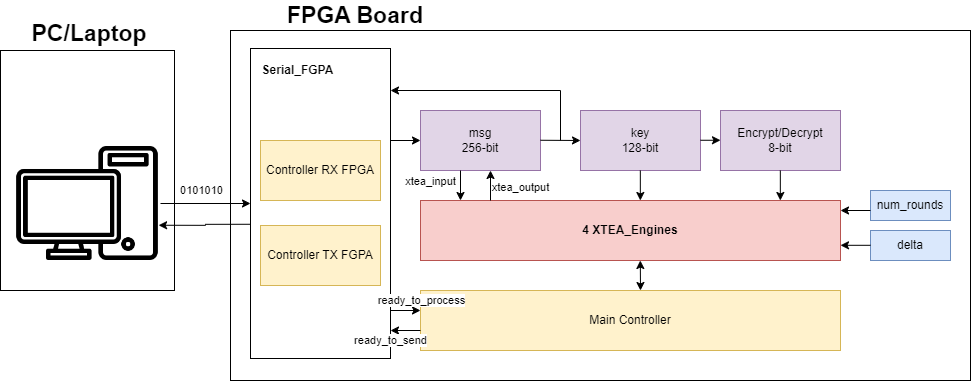 FPGA Board
PC/Laptop
Serial_FGPA
msg
256-bit
key
128-bit
Encrypt/Decrypt
8-bit
Controller RX FPGA
xtea_input
xtea_output
0101010
num_rounds
4 XTEA_Engines
delta
Controller TX FGPA
ready_to_process
Main Controller
ready_to_send